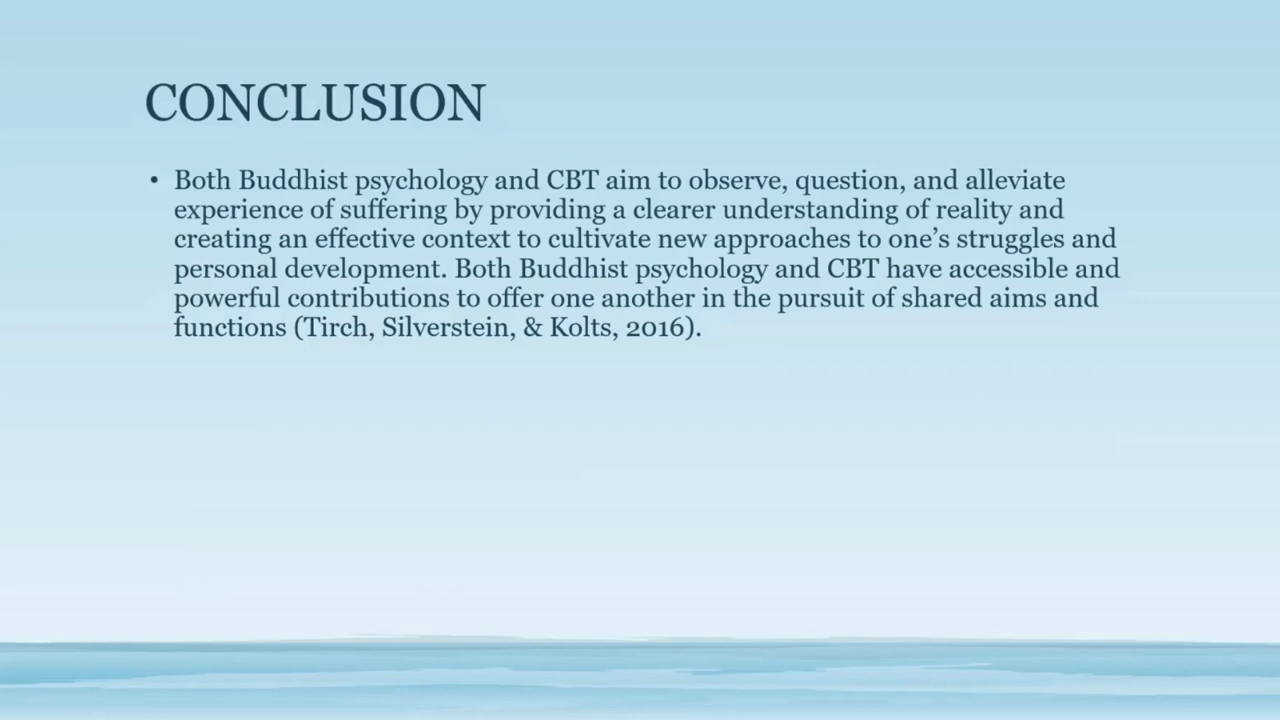 CONCLUSION
• Both Buddhist psychology and CBT aim to observe, question, and alleviate
experience of suffering by providing a clearer understanding of reality and
creating an effective context to cultivate new approaches to one’s struggles and
personal development. Both Buddhist psychology and CBT have accessible and
powerful contributions to offer one another in the pursuit of shared aims and
functions (Tirch, Silverstein, & Kolts, 2016).